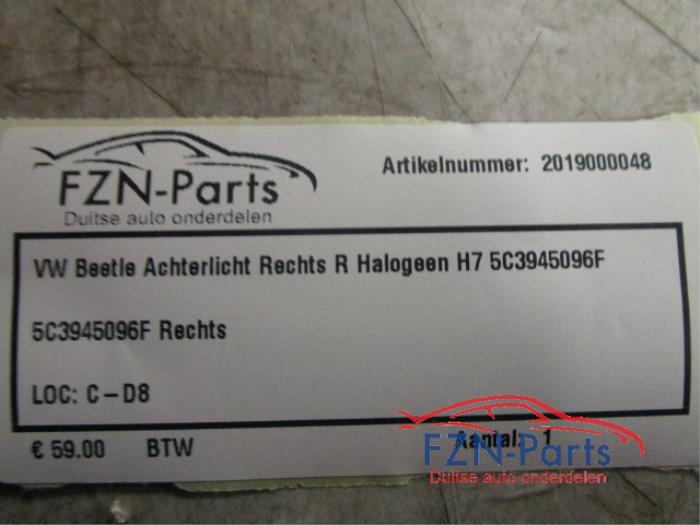 FZN-Parts
Duitse auto onderdelen
Artikelnummer: 2019000048
VW Beetle Achterlicht Rechts R Halogeen H7 5C3945096F
5C3945096F Rechts
LOC: C-D8
€ 59.00 BTW
Aantal: 1
FZN-Parts
Duitse auto onderdelen